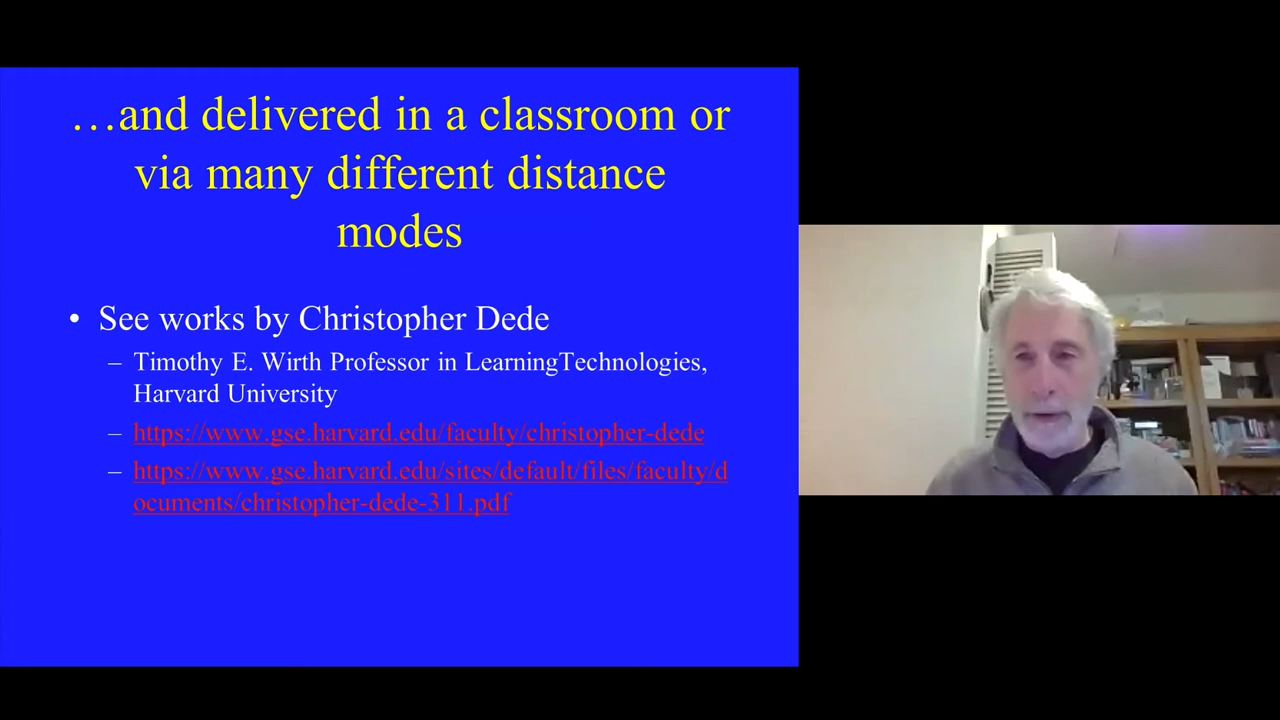 …and delivered in a classroom or
via many different distance
modes
• See works by Christopher Dede
– Timothy E. Wirth Professor in LearningTechnologies,
Harvard University
– https://www.gse.harvard.edu/faculty/christopher-dede
– https://www.gse.harvard.edu/sites/default/files/faculty/d
ocuments/christopher-dede-311.pdf